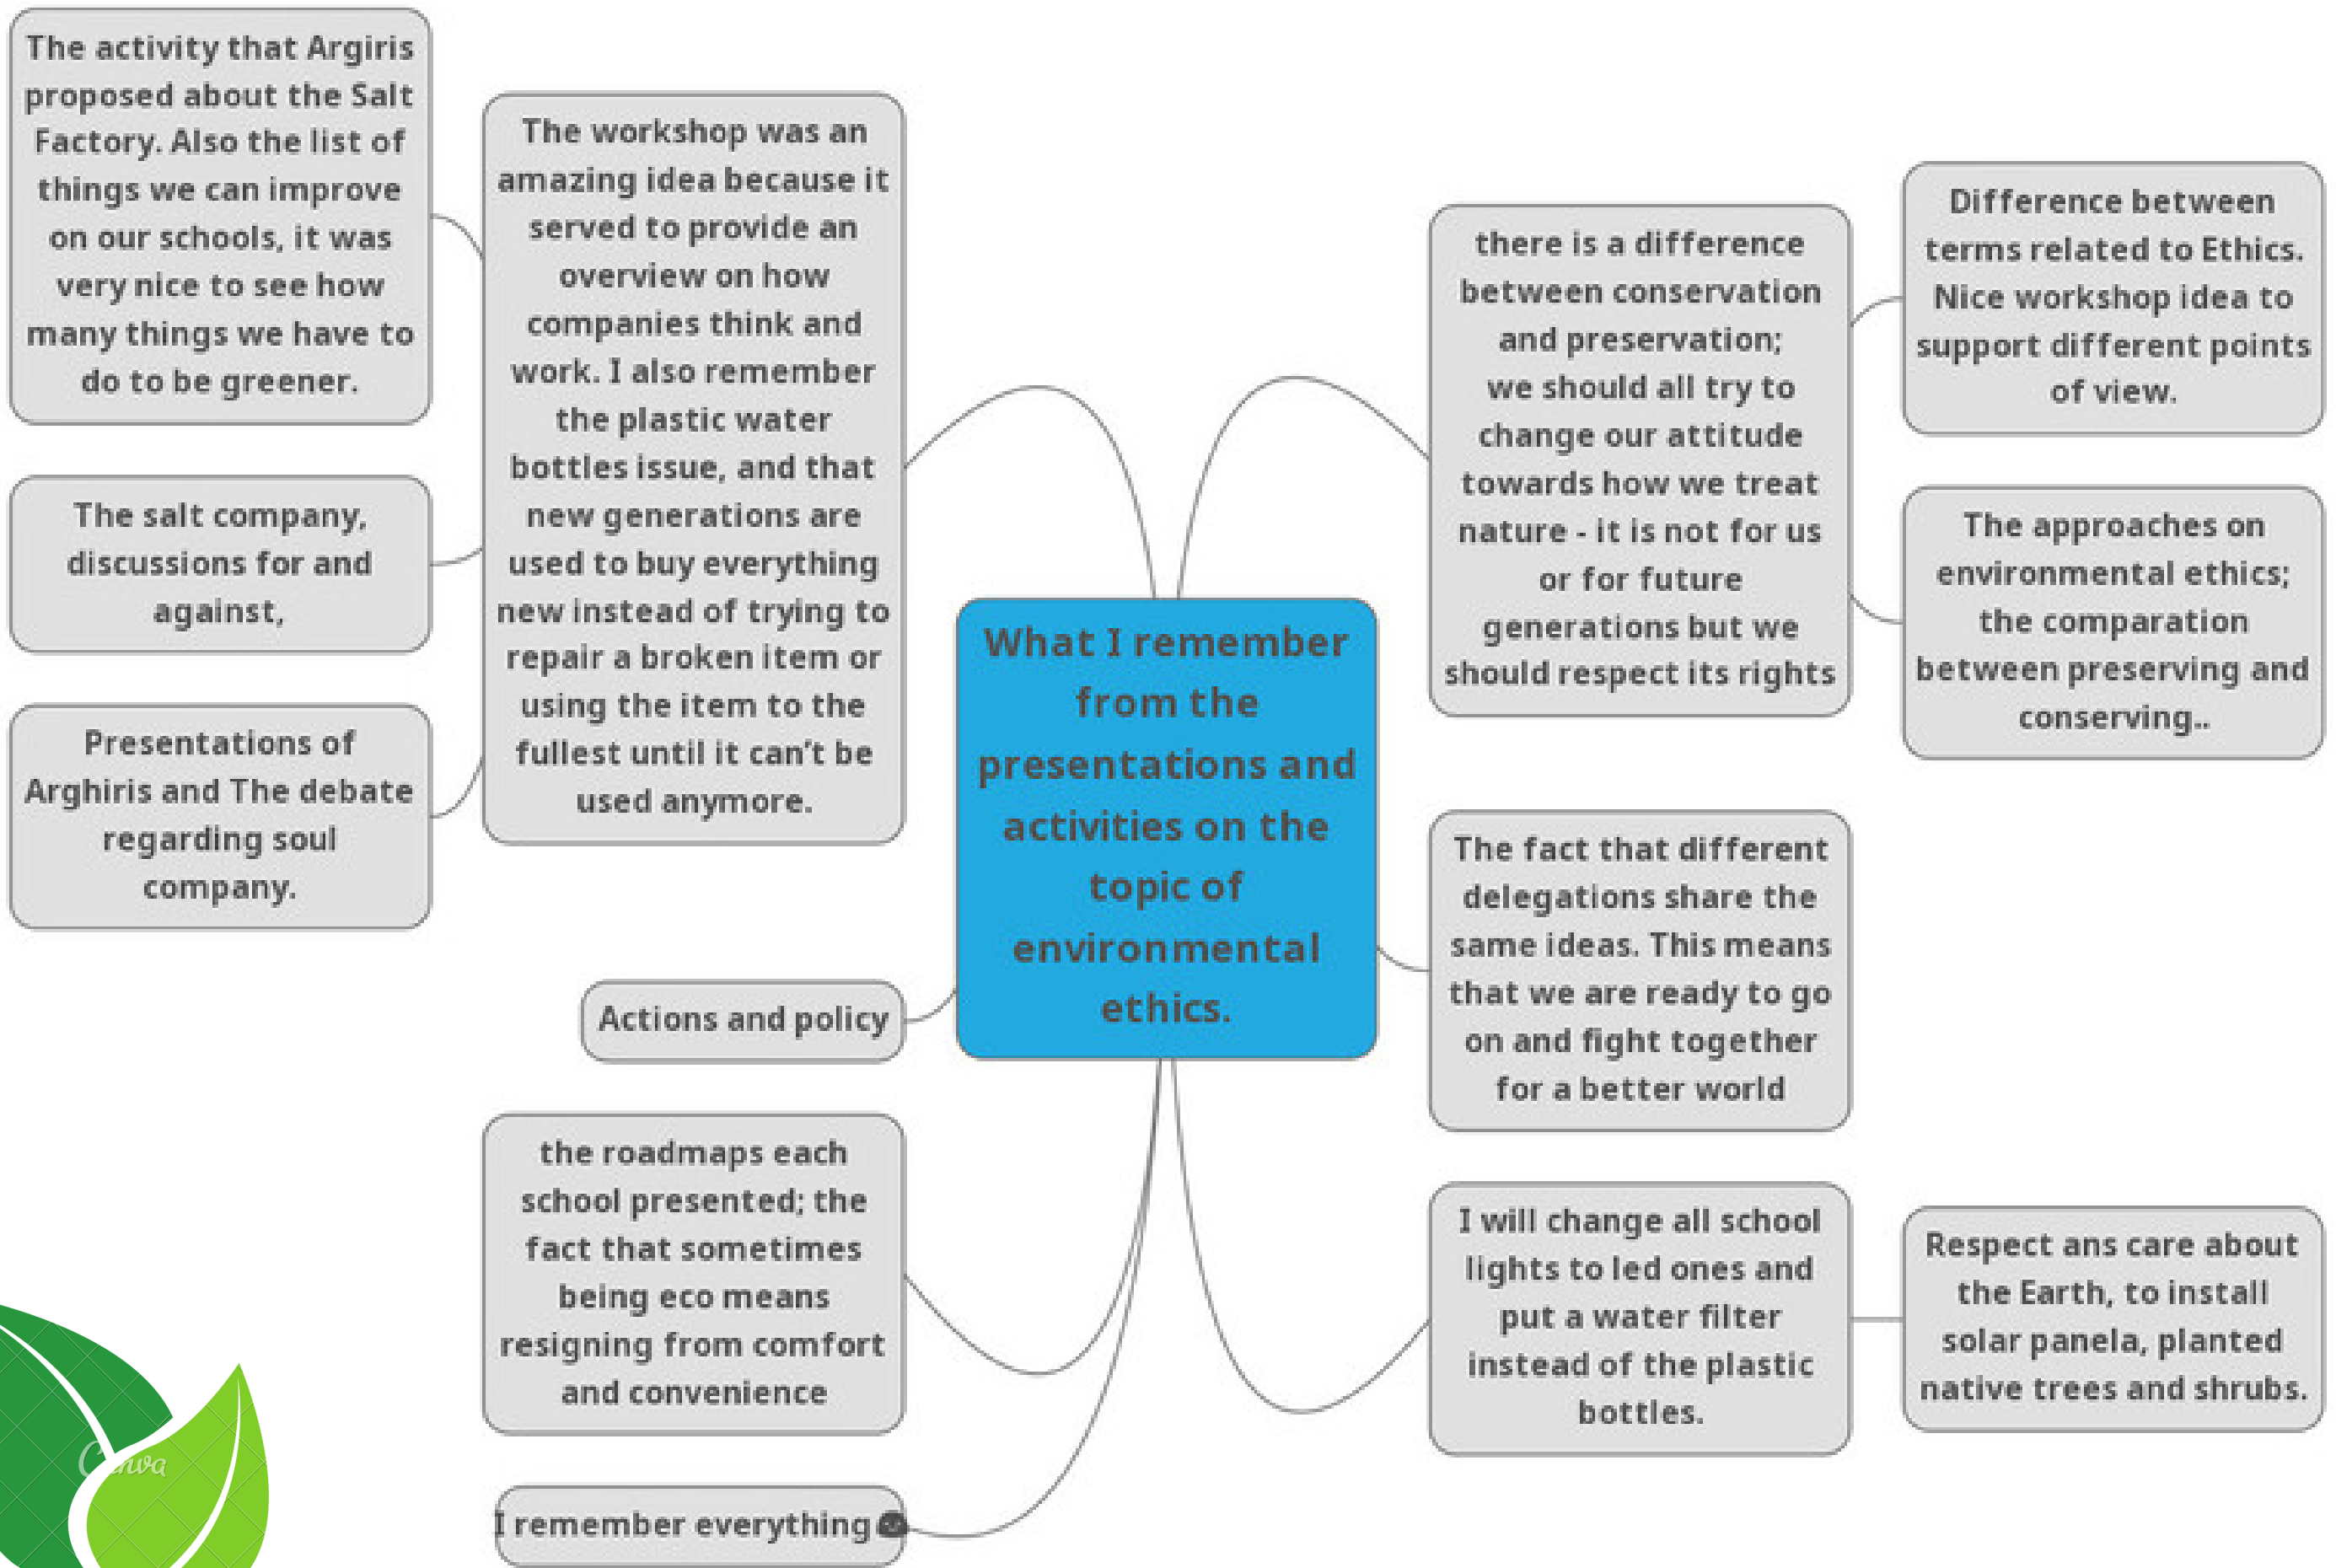 The activity that Argiris
proposed about the Salt
Factory. Also the list of
things we can improve
on our schools, it was
very nice to see how
many things we have to
do to be greener.
The salt company,
discussions for and
against,
Presentations of
Arghiris and The debate
regarding soul
company.
The workshop was an
amazing idea because it
served to provide an
overview on how
companies think and
work. I also remember
the plastic water
bottles issue, and that
new generations are
used to buy everything
new instead of trying to
repair a broken item or
using the item to the
fullest until it can’t be
used anymore.
Actions and policy
the roadmaps each
school presented; the
fact that sometimes
being eco means
resigning from comfort
and convenience
I remember everything
What I remember
from the
presentations and
activities on the
topic of
environmental
ethics.
there is a difference
between conservation
and preservation;
we should all try to
change our attitude
towards how we treat
nature - it is not for us
or for future
generations but we
should respect its rights
Difference between
terms related to Ethics.
Nice workshop idea to
support different points
of view.
The approaches on
environmental ethics;
the comparation
between preserving and
conserving..
The fact that different
delegations share the
same ideas. This means
that we are ready to go
on and fight together
for a better world
I will change all school
lights to led ones and
put a water filter
instead of the plastic
bottles.
Respect ans care about
the Earth, to install
solar panela, planted
native trees and shrubs.
Canva